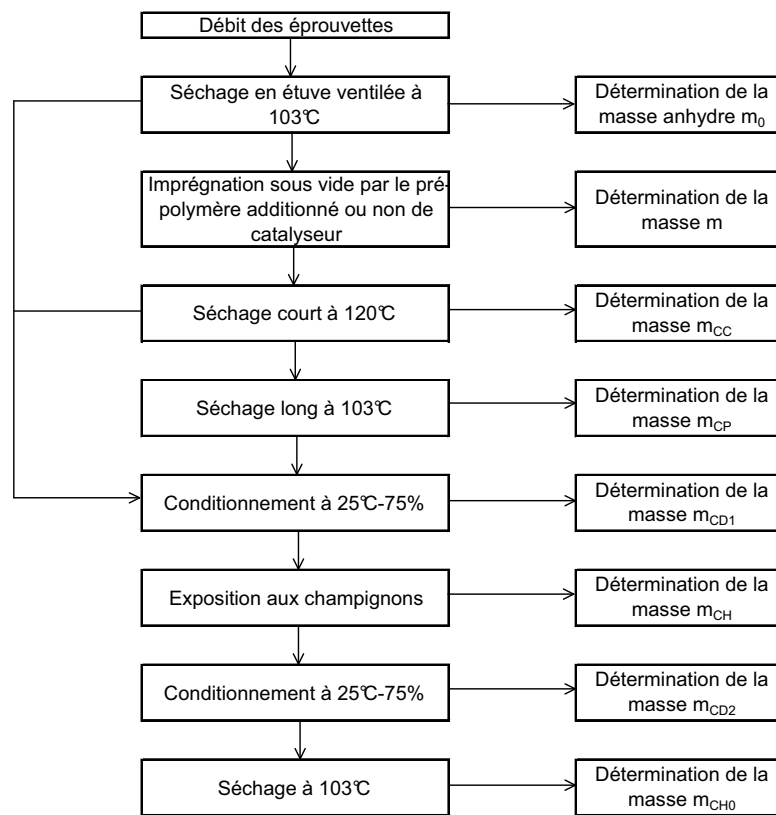 Débit des éprouvettes
Séchage en étuve ventilée à
103°C
Détermination de la
masse anhydre m₀
Imprégnation sous vide par le pré-
polymère additionné ou non de
catalyseur
Détermination de la
masse m
Séchage court à 120°C
Détermination de la
masse mCC
Séchage long à 103°C
Détermination de la
masse mCP
Conditionnement à 25°C-75%
Détermination de la
masse mCD1
Exposition aux champignons
Détermination de la
masse mCH
Conditionnement à 25°C-75%
Détermination de la
masse mCD2
Séchage à 103°C
Détermination de la
masse mCH0